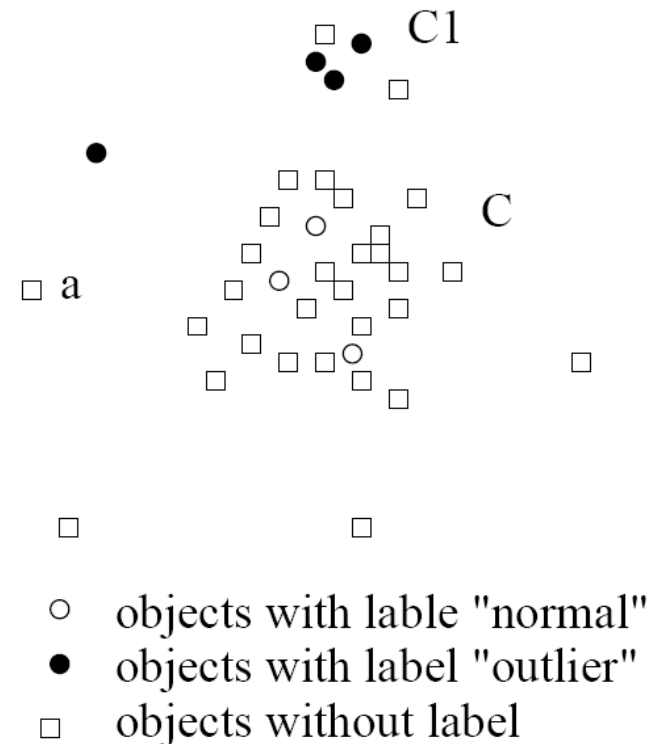 C1
C
a
objects with lable "normal"
objects with label "outlier"
objects without label